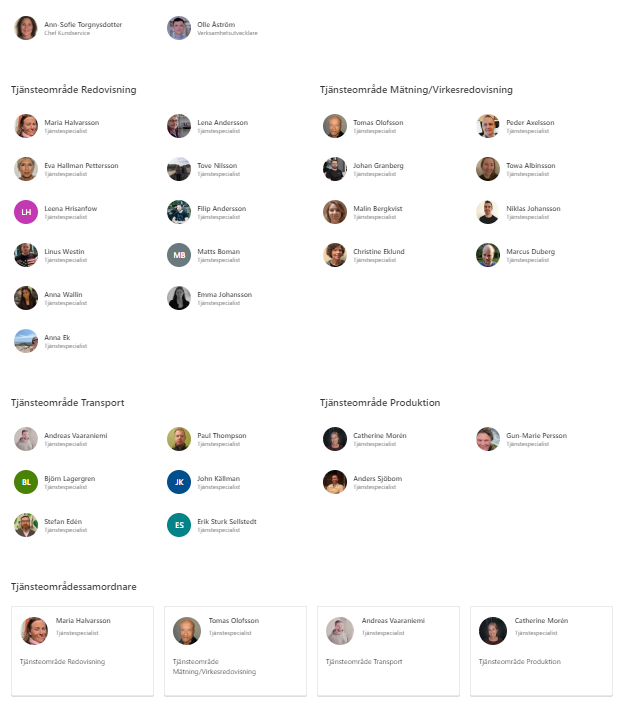 Ann-Sofie Torgnysdotter
Chef Kundservice
Olle Åström
Verksamhetsutvecklare
Tjänsteområde Redovisning
Maria Halvarsson
Tjänstespecialist
Lena Andersson
Tjänstespecialist
Eva Hallman Pettersson
Tjänstespecialist
Tove Nilsson
Tjänstespecialist
LH
Leena Hrisanfow
Tjänstespecialist
Filip Andersson
Tjänstespecialist
Linus Westin
Tjänstespecialist
MB
Matts Boman
Tjänstespecialist
Anna Wallin
Tjänstespecialist
Emma Johansson
Tjänstespecialist
Anna Ek
Tjänstespecialist
Tjänsteområde Mätning/Virkesredovisning
Tomas Olofsson
Tjänstespecialist
Peder Axelsson
Tjänstespecialist
Johan Granberg
Tjänstespecialist
Towa Albinsson
Tjänstespecialist
Malin Bergkvist
Tjänstespecialist
Niklas Johansson
Tjänstespecialist
Christine Eklund
Tjänstespecialist
Marcus Duberg
Tjänstespecialist
Tjänsteområde Transport
Andreas Vaaraniemi
Tjänstespecialist
Paul Thompson
Tjänstespecialist
BL
Björn Lagergren
Tjänstespecialist
JK
John Källman
Tjänstespecialist
Stefan Edén
Tjänstespecialist
ES
Erik Sturk Sellstedt
Tjänstespecialist
Tjänsteområde Produktion
Catherine Morén
Tjänstespecialist
Gun-Marie Persson
Tjänstespecialist
Anders Sjöbom
Tjänstespecialist
Tjänsteområdessamordnare
Maria Halvarsson
Tjänstespecialist
Tjänsteområde Redovisning
Tomas Olofsson
Tjänstespecialist
Tjänsteområde
Mätning/Virkesredovisning
Andreas Vaaraniemi
Tjänstespecialist
Tjänsteområde Transport
Catherine Morén
Tjänstespecialist
Tjänsteområde Produktion